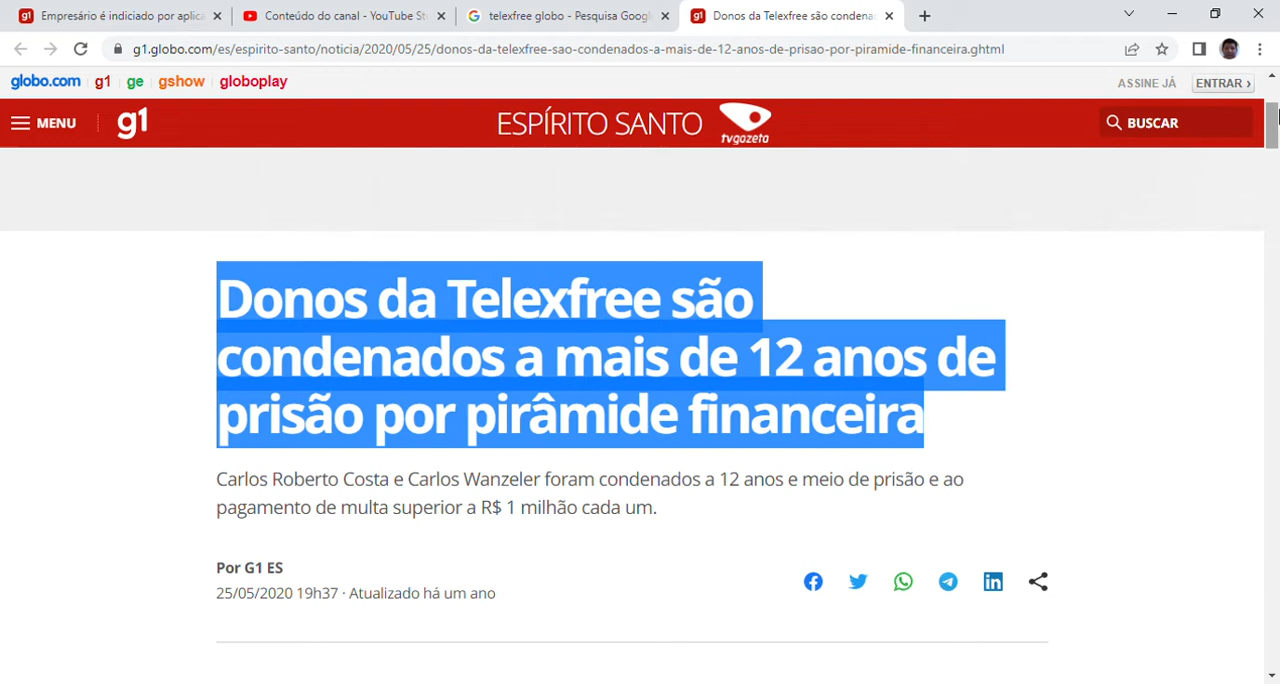 Empresário é indiciado por aplica
Conteúdo do canal - YouTube St
telexfree globo - Pesquisa Googl
Donos da Telexfree são condena
g1.globo.com/es/espirito-santo/noticia/2020/05/25/donos-da-telexfree-sao-condenados-a-mais-de-12-anos-de-prisao-por-piramide-financeira.ghtml
globo.com g1 ge gshow globoplay
ASSINE JÁ ENTRAR ›
MENU g1 ESPÍRITO SANTO tvgazeta BUSCAR
Donos da Telexfree são
condenados a mais de 12 anos de
prisão por pirâmide financeira
Carlos Roberto Costa e Carlos Wanzeler foram condenados a 12 anos e meio de prisão e ao
pagamento de multa superior a R$ 1 milhão cada um.
Por G1 ES
25/05/2020 19h37 · Atualizado há um ano